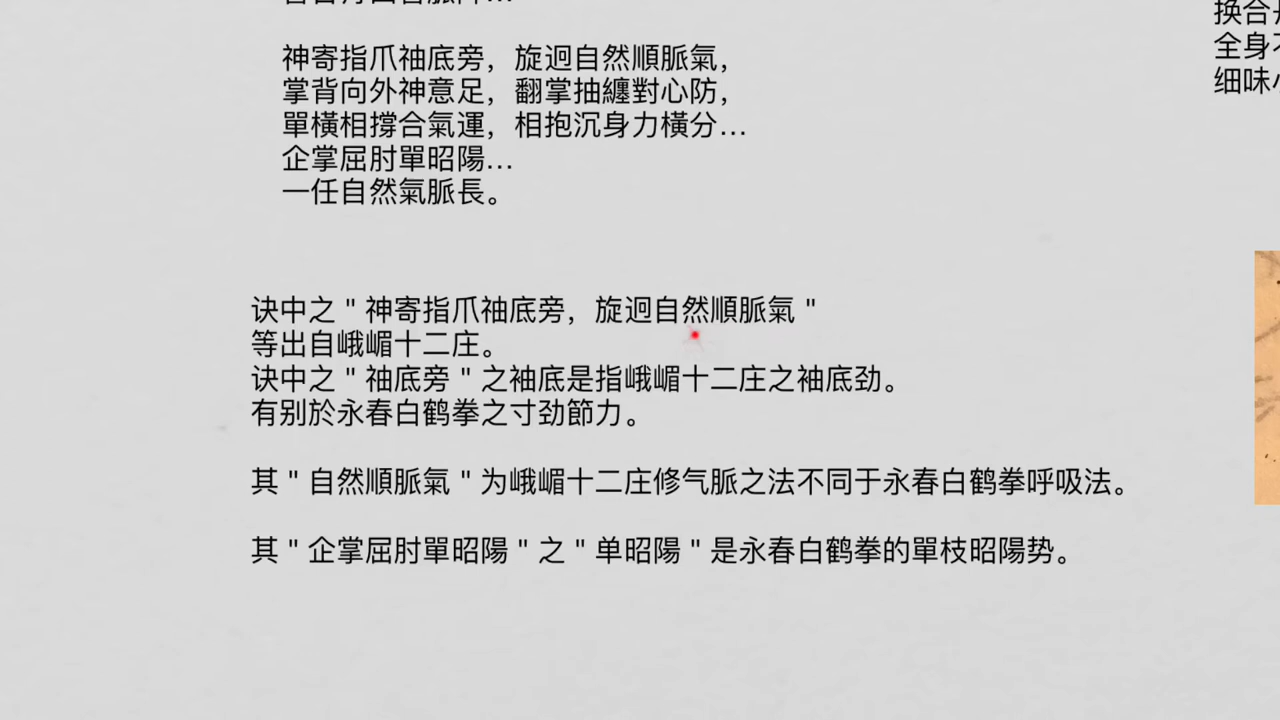 神寄指爪袖底旁，旋迴自然順脈氣，
掌背向外神意足，翻掌抽纏對心防，
單橫相撐合氣運，相抱沉身力橫分…
企掌屈肘單昭陽…
一任自然氣脈長。
诀中之＂神寄指爪袖底旁，旋迴自然順脈氣＂
等出自峨嵋十二庄。
诀中之＂袖底旁＂之袖底是指峨嵋十二庄之袖底劲。
有别於永春白鹤拳之寸劲節力。
其＂自然順脈氣＂为峨嵋十二庄修气脈之法不同于永春白鹤拳呼吸法。
其＂企掌屈肘單昭陽＂之＂单昭陽＂是永春白鹤拳的單枝昭陽势。
换合
全身
细味